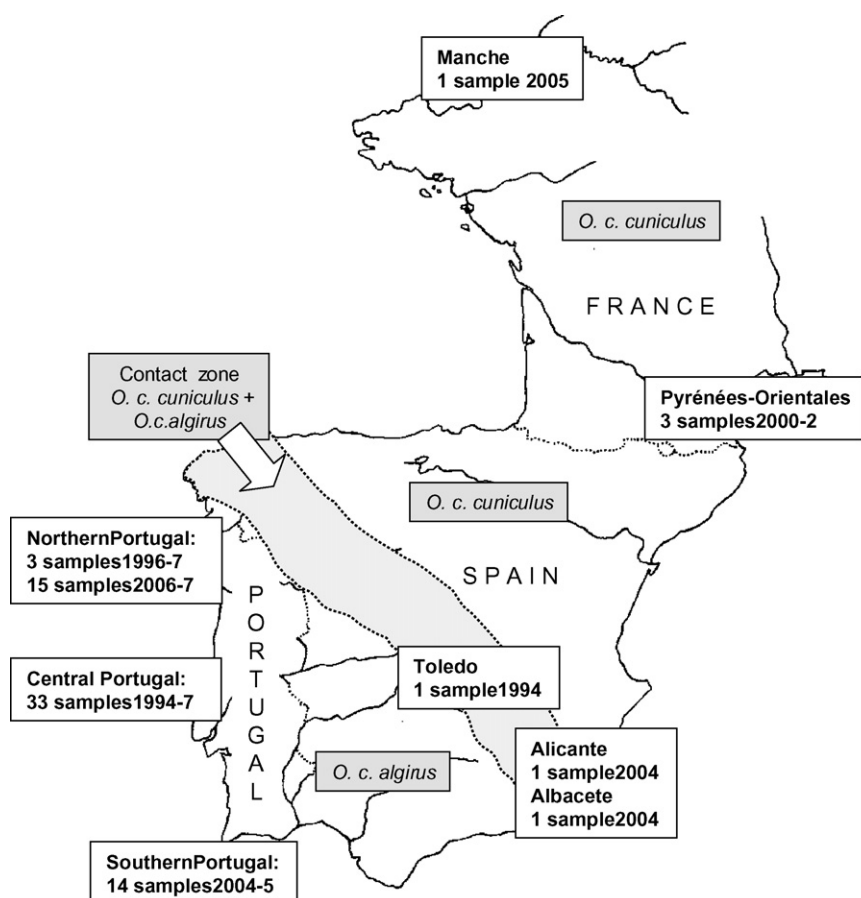 Manche
1 sample 2005
O. c. cuniculus
FRANCE
Contact zone
O. c. cuniculus +
O.c.algirus
Pyrénées-Orientales
3 samples2000-2
O. c. cuniculus
NorthernPortugal:
3 samples1996-7
15 samples2006-7
SPAIN
PORTUGAL
Toledo
1 sample1994
Central Portugal:
33 samples1994-7
Alicante
1 sample2004
Albacete
1 sample2004
O. c. algirus
SouthernPortugal:
14 samples2004-5